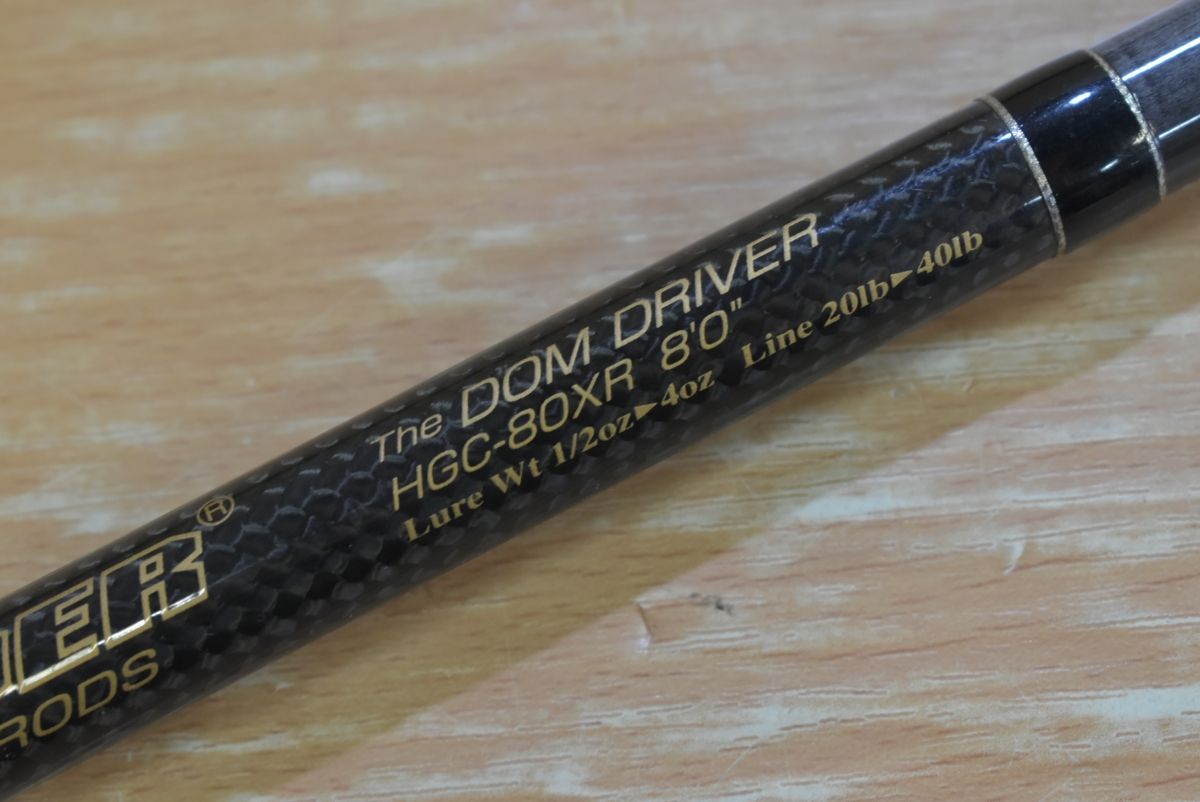 RODS
The DOM DRIVER
HGC-80XR 8'0"
Lure Wt 1/2oz►4oz Line 20lb►40lb